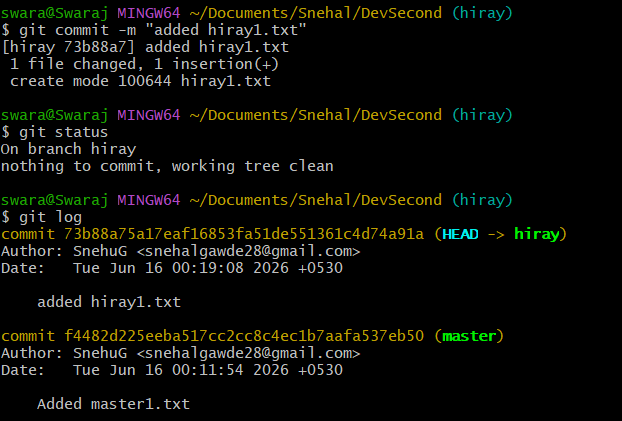 swara@Swaraj MINGW64 ~/Documents/Snehal/DevSecond (hiray)
$ git commit -m "added hiray1.txt"
[hiray 73b88a7] added hiray1.txt
 1 file changed, 1 insertion(+)
 create mode 100644 hiray1.txt

swara@Swaraj MINGW64 ~/Documents/Snehal/DevSecond (hiray)
$ git status
On branch hiray
nothing to commit, working tree clean

swara@Swaraj MINGW64 ~/Documents/Snehal/DevSecond (hiray)
$ git log
commit 73b88a75a17eaf16853fa51de551361c4d74a91a (HEAD -> hiray)
Author: SnehuG <snehalgawde28@gmail.com>
Date:   Tue Jun 16 00:19:08 2026 +0530

    added hiray1.txt

commit f4482d225eeba517cc2cc8c4ec1b7aafa537eb50 (master)
Author: SnehuG <snehalgawde28@gmail.com>
Date:   Tue Jun 16 00:11:54 2026 +0530

    Added master1.txt